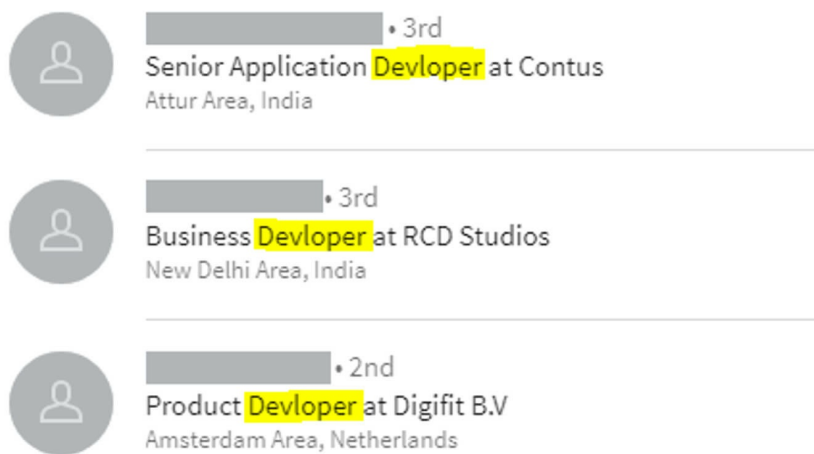 • 3rd
Senior Application Devloper at Contus
Attur Area, India
• 3rd
Business Devloper at RCD Studios
New Delhi Area, India
• 2nd
Product Devloper at Digifit B.V
Amsterdam Area, Netherlands